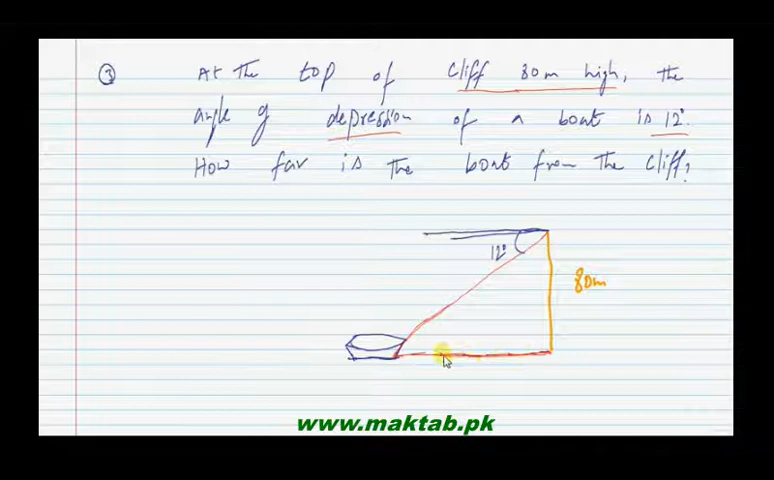 ③ At the top of cliff 80m high, the
angle of depression of a boat is 12°.
How far is the boat from the cliff?
12°
80m
www.maktab.pk